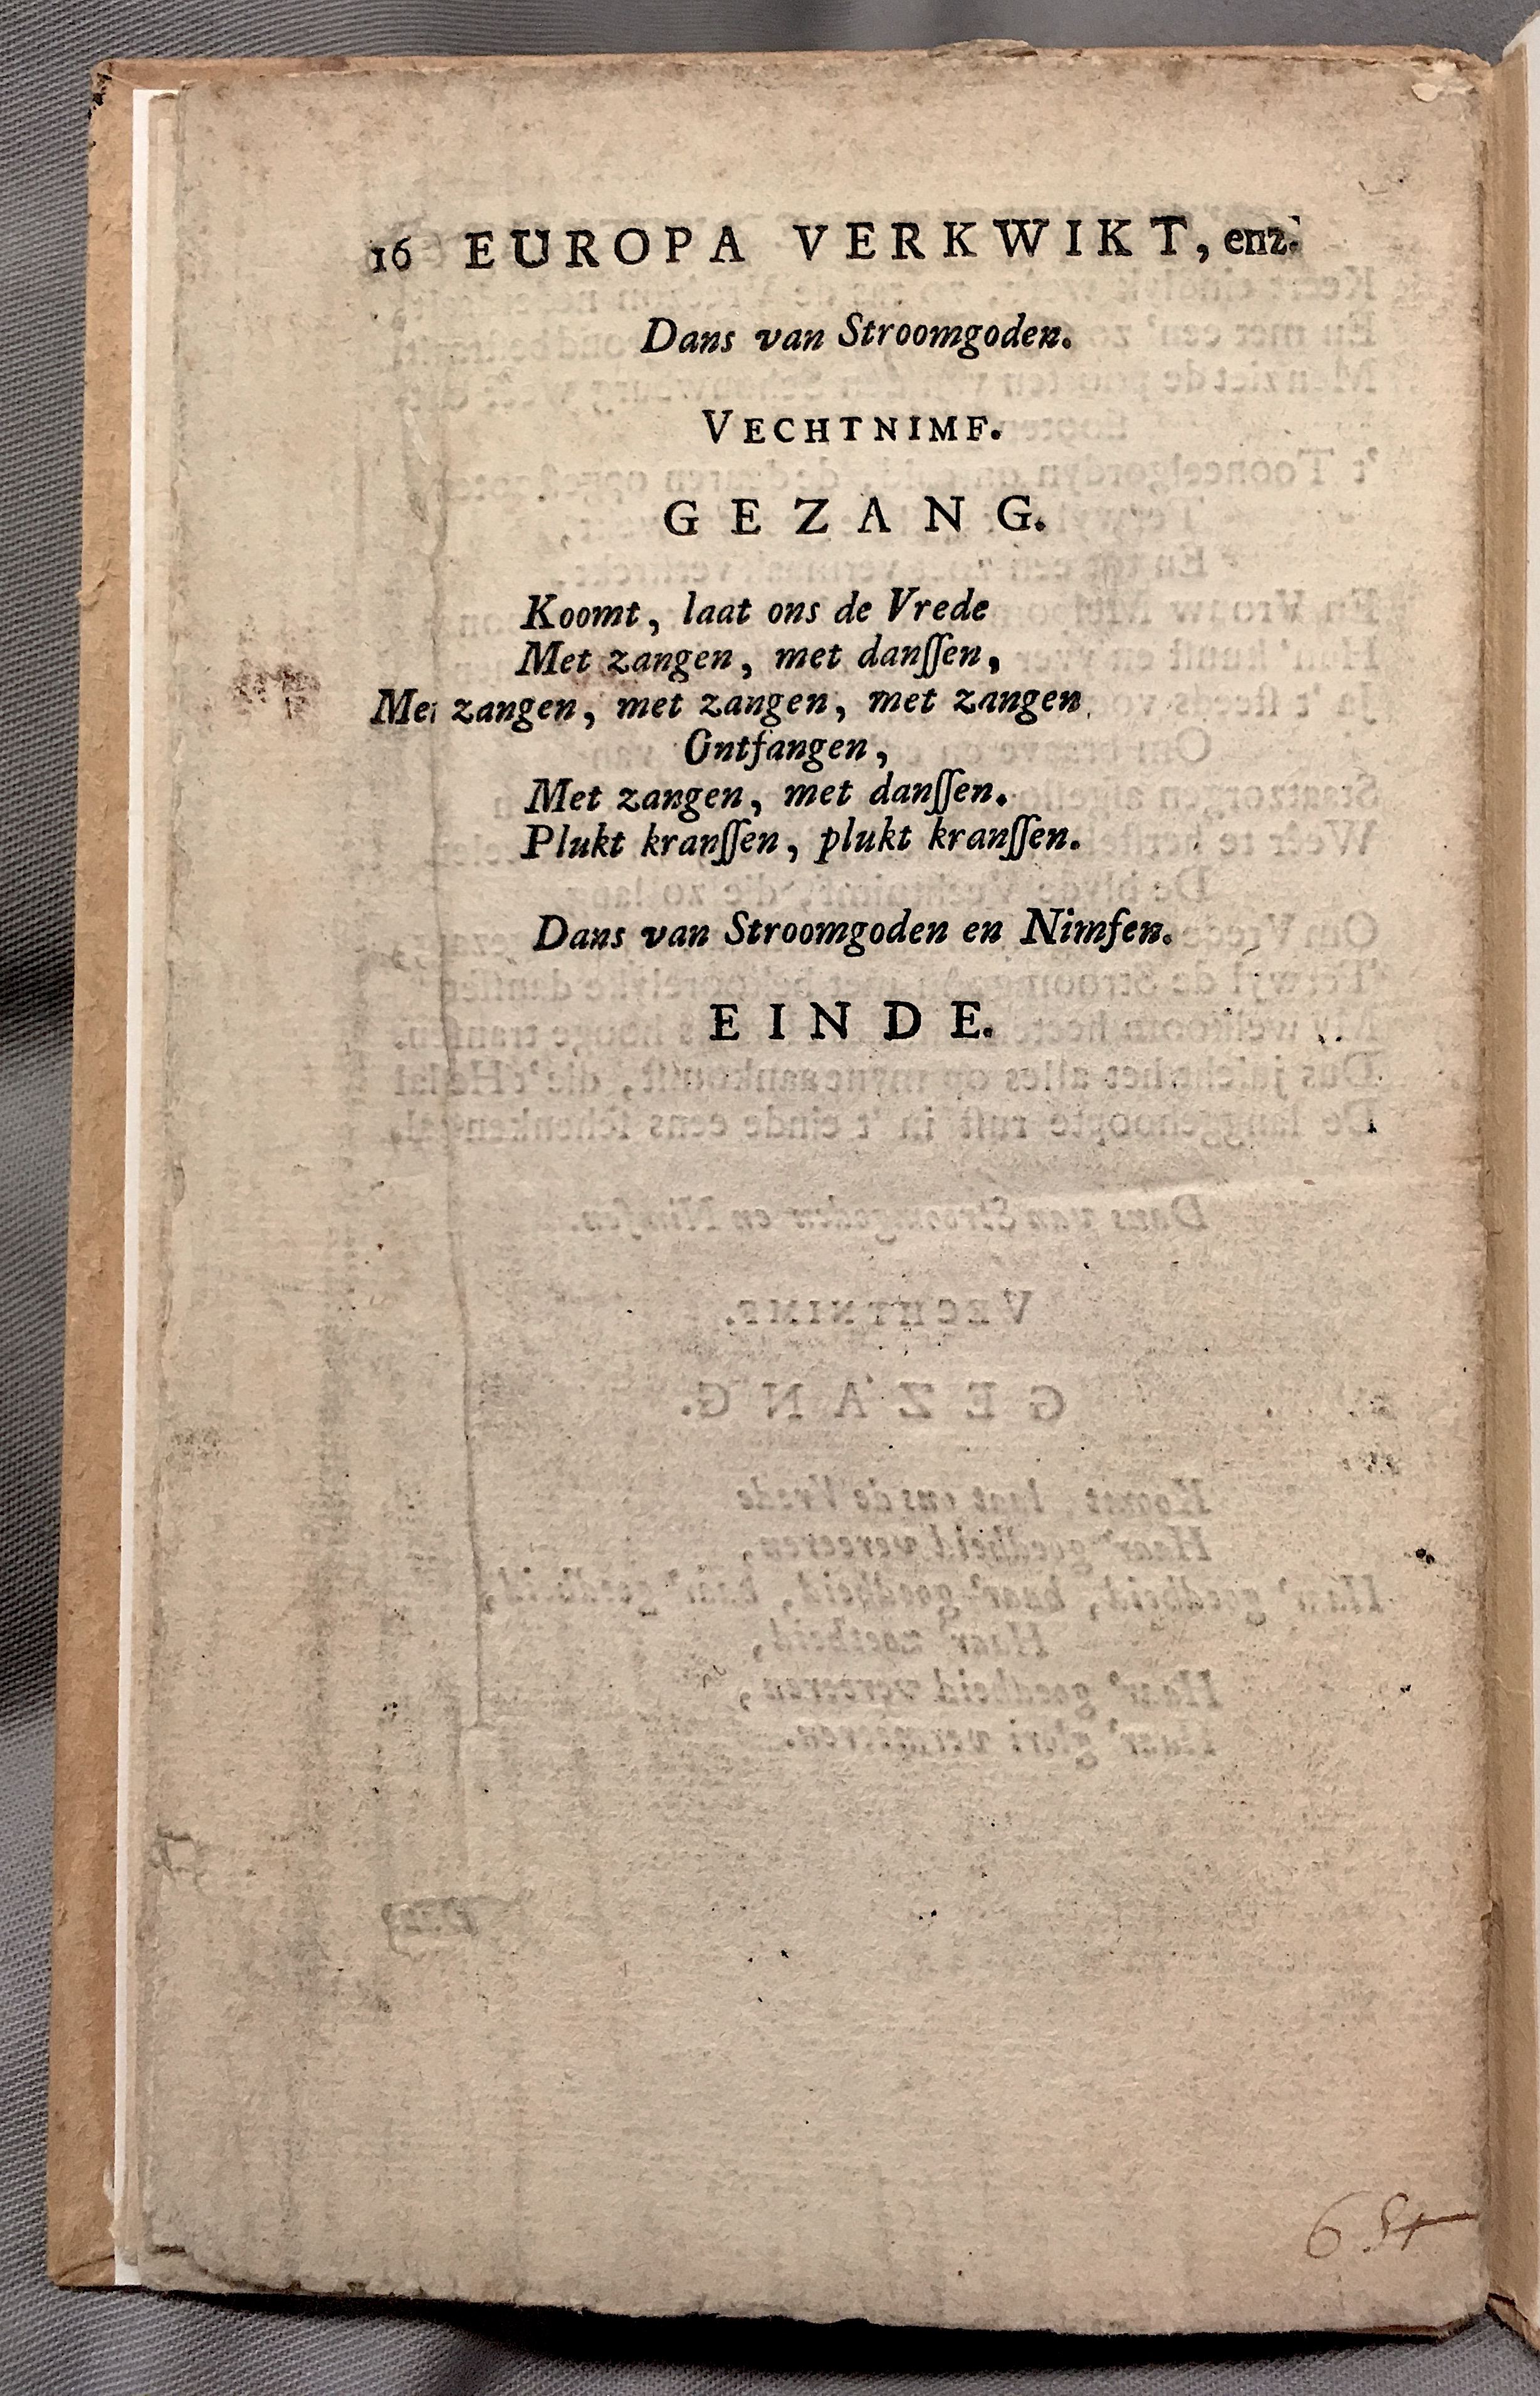 16 EUROPA VERKWIKT, enz.
Dans van Stroomgoden.
VECHTNIMF.
GEZANG.
Koomt, laat ons de Vrede
Met zangen, met danſſen,
Met zangen, met zangen, met zangen,
Ontfangen,
Met zangen, met danſſen.
Plukt kranſſen, plukt kranſſen.
Dans van Stroomgoden en Nimfen.
EINDE.
6 St